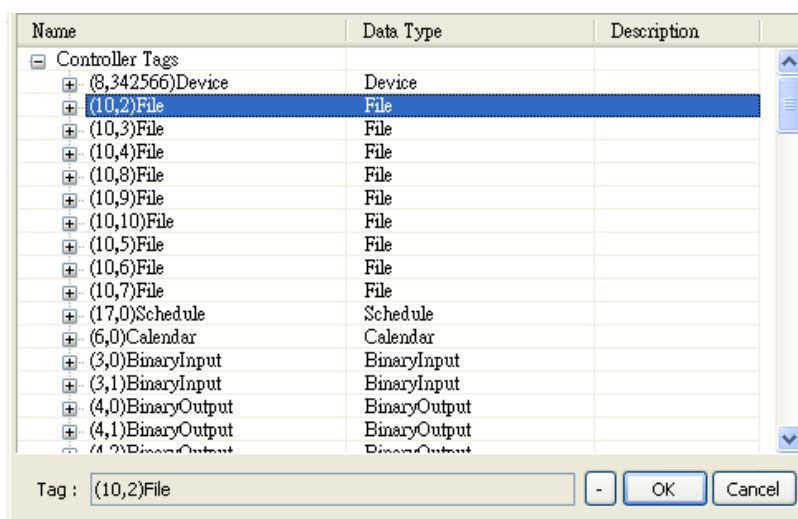 Name Data Type Description
Controller Tags
(8,342566)Device Device
(10,2)File File
(10,3)File File
(10,4)File File
(10,8)File File
(10,9)File File
(10,10)File File
(10,5)File File
(10,6)File File
(10,7)File File
(17,0)Schedule Schedule
(6,0)Calendar Calendar
(3,0)BinaryInput BinaryInput
(3,1)BinaryInput BinaryInput
(4,0)BinaryOutput BinaryOutput
(4,1)BinaryOutput BinaryOutput
(4,2)BinaryOutput BinaryOutput
Tag : (10,2)File - OK Cancel